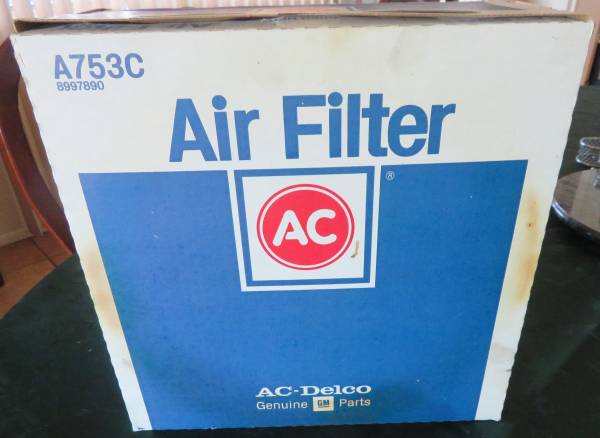 A753C
8997890
Air Filter
®
AC
AC-Delco
Genuine GM Parts